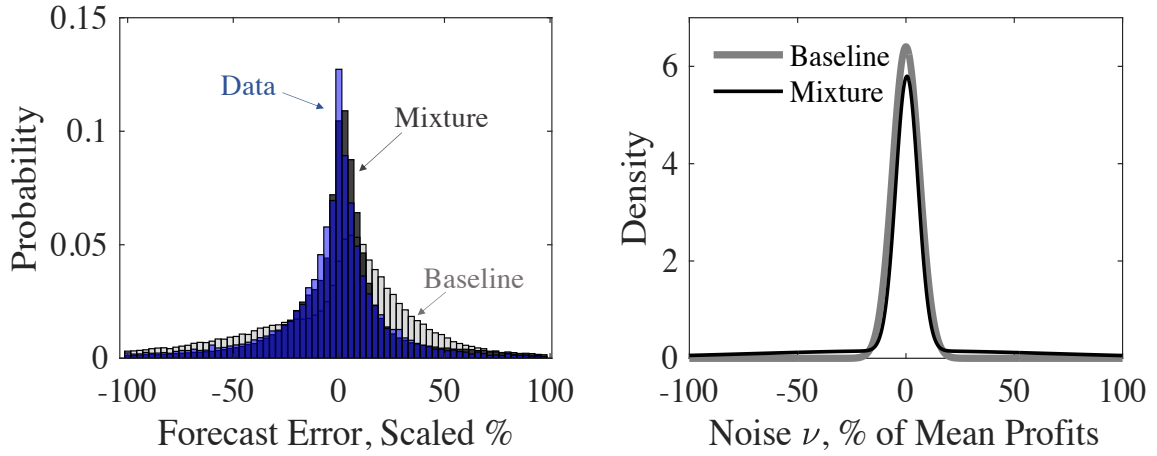 0.15
0.1
0.05
0
Probability
Data
Mixture
Baseline
-100
-50
0
50
100
Forecast Error, Scaled %
6
4
2
0
Density
Baseline
Mixture
-100
-50
0
50
100
Noise ν, % of Mean Profits